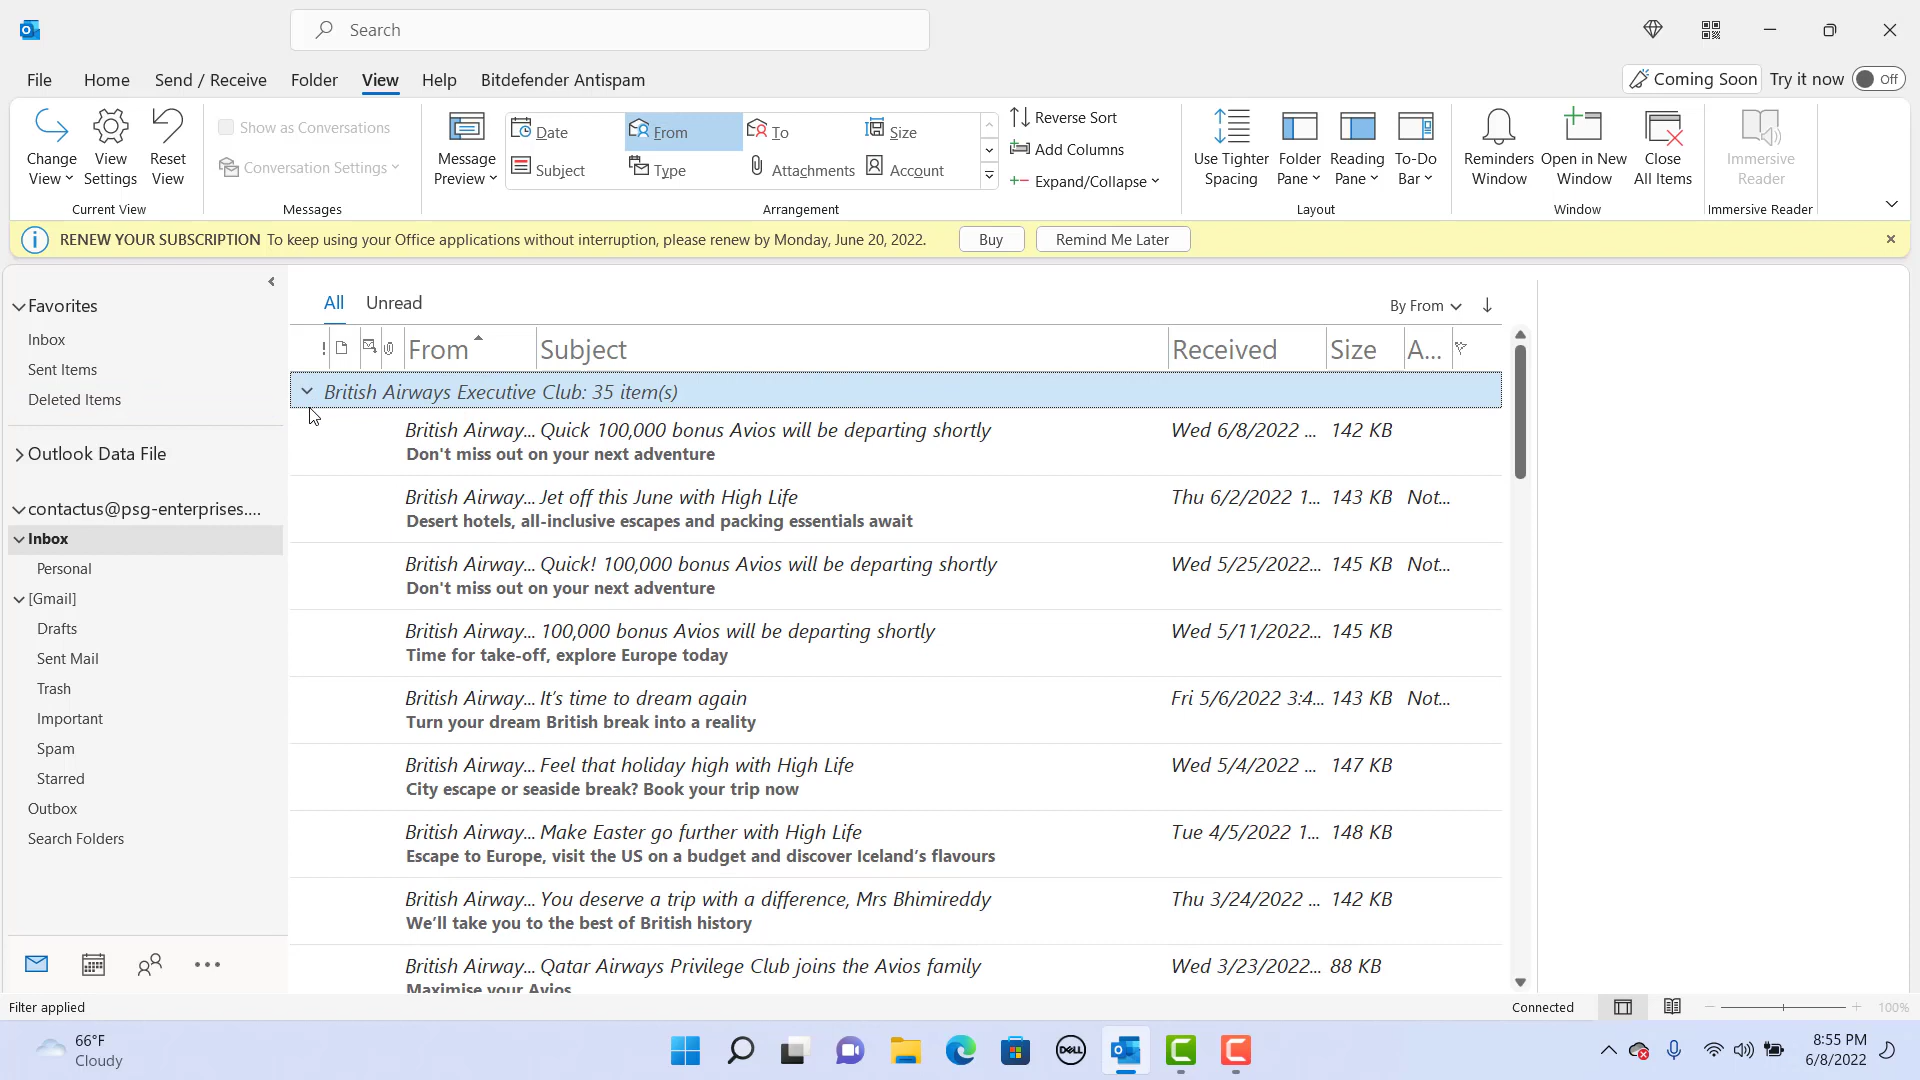 Search
File Home Send / Receive Folder View Help Bitdefender Antispam
Coming Soon Try it now Off
Change View
View Settings
Reset View
Current View
Show as Conversations
Conversation Settings
Messages
Message Preview
Date From To Size
Subject Type Attachments Account
Reverse Sort
Add Columns
Expand/Collapse
Arrangement
Use Tighter Spacing
Folder Pane
Reading Pane
To-Do Bar
Layout
Reminders Window
Open in New Window
Close All Items
Window
Immersive Reader
Immersive Reader
RENEW YOUR SUBSCRIPTION To keep using your Office applications without interruption, please renew by Monday, June 20, 2022. Buy Remind Me Later
Favorites
Inbox
Sent Items
Deleted Items
Outlook Data File
contactus@psg-enterprises....
Inbox
Personal
[Gmail]
Drafts
Sent Mail
Trash
Important
Spam
Starred
Outbox
Search Folders
All Unread By From
! From Subject Received Size A...
British Airways Executive Club: 35 item(s)
British Airway... Quick 100,000 bonus Avios will be departing shortly Wed 6/8/2022 ... 142 KB
Don't miss out on your next adventure
British Airway... Jet off this June with High Life Thu 6/2/2022 1... 143 KB Not...
Desert hotels, all-inclusive escapes and packing essentials await
British Airway... Quick! 100,000 bonus Avios will be departing shortly Wed 5/25/2022... 145 KB Not...
Don't miss out on your next adventure
British Airway... 100,000 bonus Avios will be departing shortly Wed 5/11/2022... 145 KB
Time for take-off, explore Europe today
British Airway... It's time to dream again Fri 5/6/2022 3:4... 143 KB Not...
Turn your dream British break into a reality
British Airway... Feel that holiday high with High Life Wed 5/4/2022 ... 147 KB
City escape or seaside break? Book your trip now
British Airway... Make Easter go further with High Life Tue 4/5/2022 1... 148 KB
Escape to Europe, visit the US on a budget and discover Iceland's flavours
British Airway... You deserve a trip with a difference, Mrs Bhimireddy Thu 3/24/2022 ... 142 KB
We'll take you to the best of British history
British Airway... Qatar Airways Privilege Club joins the Avios family Wed 3/23/2022... 88 KB
Maximise your Avios
Filter applied Connected 100%
66°F
Cloudy
DELL
8:55 PM
6/8/2022